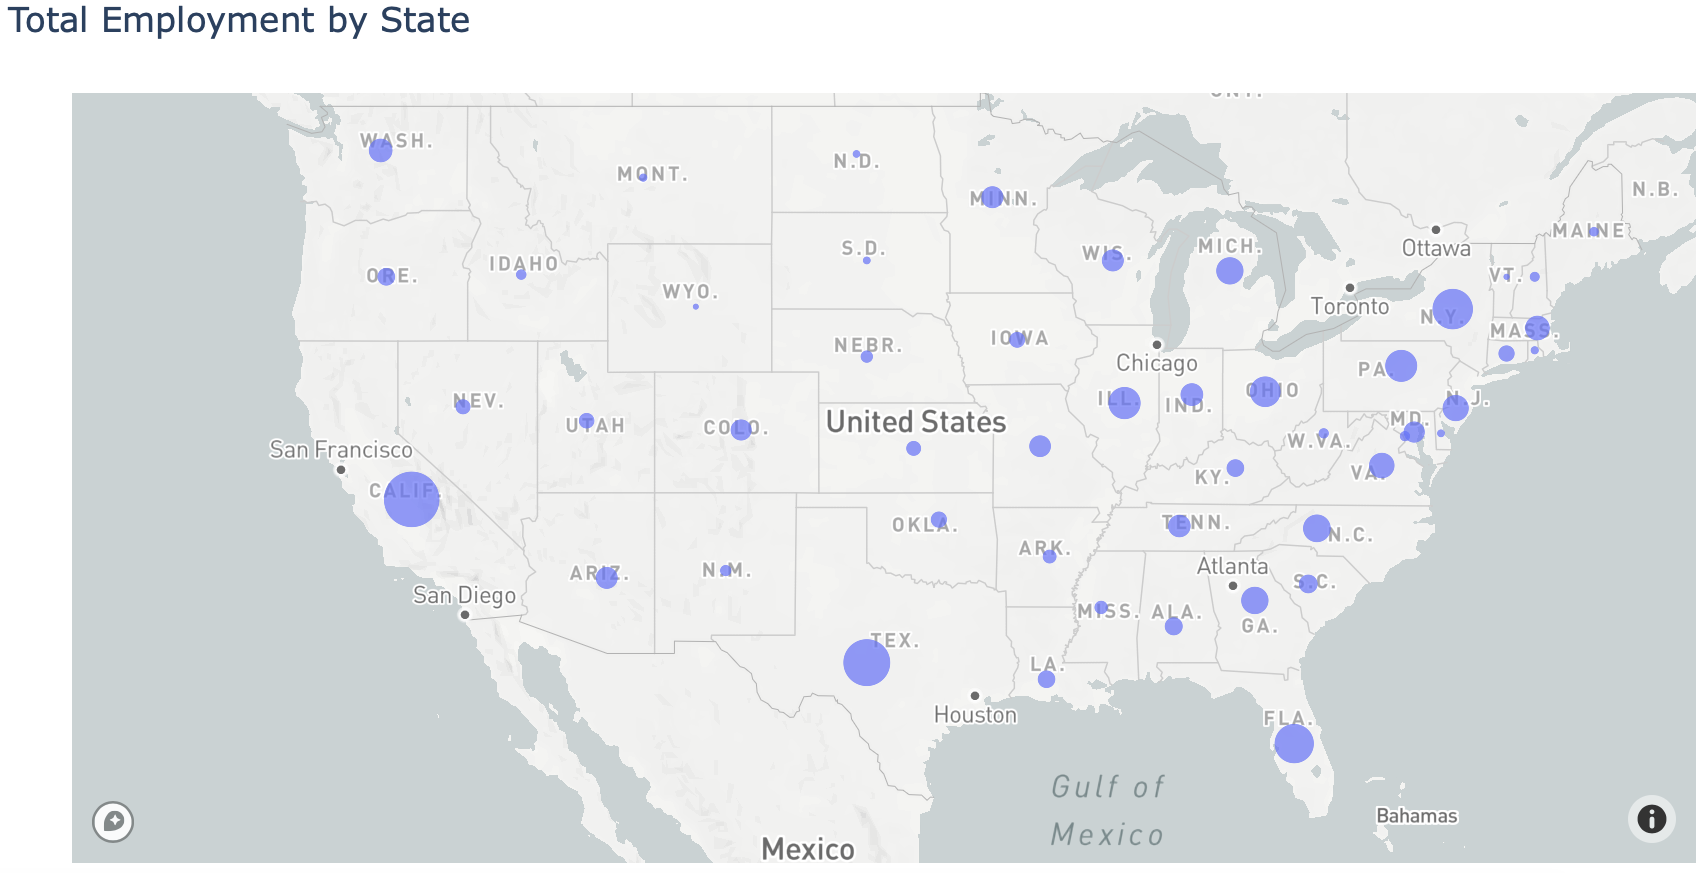 Total Employment by State
ONT.
WASH.
MONT.
N.D.
MINN.
N.B.
MAINE
ORE.
IDAHO
WYO.
S.D.
WIS.
MICH.
Ottawa
VT.
Toronto
N.Y.
MASS.
NEBR.
IOWA
Chicago
PA.
NEV.
UTAH
COLO.
United States
ILL.
IND.
OHIO
N.J.
MD.
W.VA.
San Francisco
CALIF.
KY.
VA.
OKLA.
TENN.
N.C.
ARIZ.
N.M.
ARK.
Atlanta
S.C.
San Diego
MISS.
ALA.
GA.
TEX.
LA.
Houston
FLA.
Gulf of
Mexico
Bahamas
Mexico